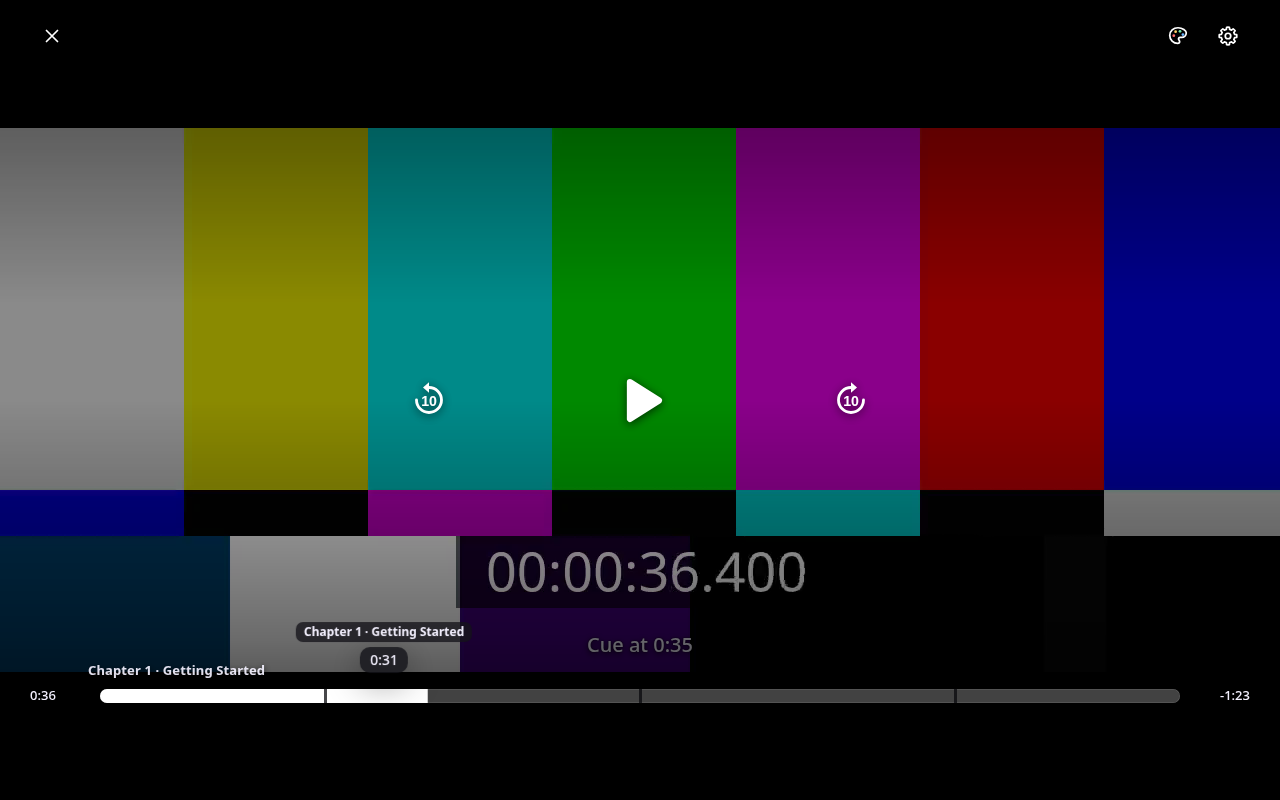 10
10
00:00:36.400
Chapter 1 · Getting Started
Cue at 0:35
0:31
Chapter 1 · Getting Started
0:36
-1:23